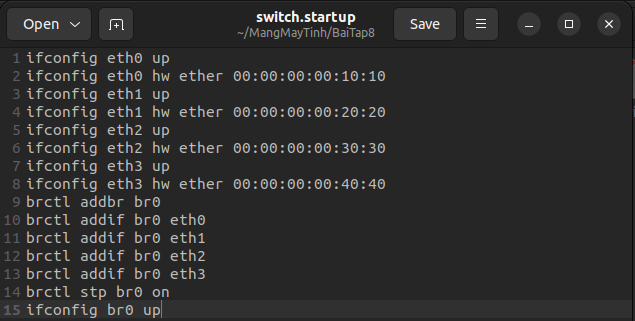 switch.startup
Open
~/MangMayTinh/BaiTap8
Save
1 ifconfig eth0 up
2 ifconfig eth0 hw ether 00:00:00:00:10:10
3 ifconfig eth1 up
4 ifconfig eth1 hw ether 00:00:00:00:20:20
5 ifconfig eth2 up
6 ifconfig eth2 hw ether 00:00:00:00:30:30
7 ifconfig eth3 up
8 ifconfig eth3 hw ether 00:00:00:00:40:40
9 brctl addbr br0
10 brctl addif br0 eth0
11 brctl addif br0 eth1
12 brctl addif br0 eth2
13 brctl addif br0 eth3
14 brctl stp br0 on
15 ifconfig br0 up